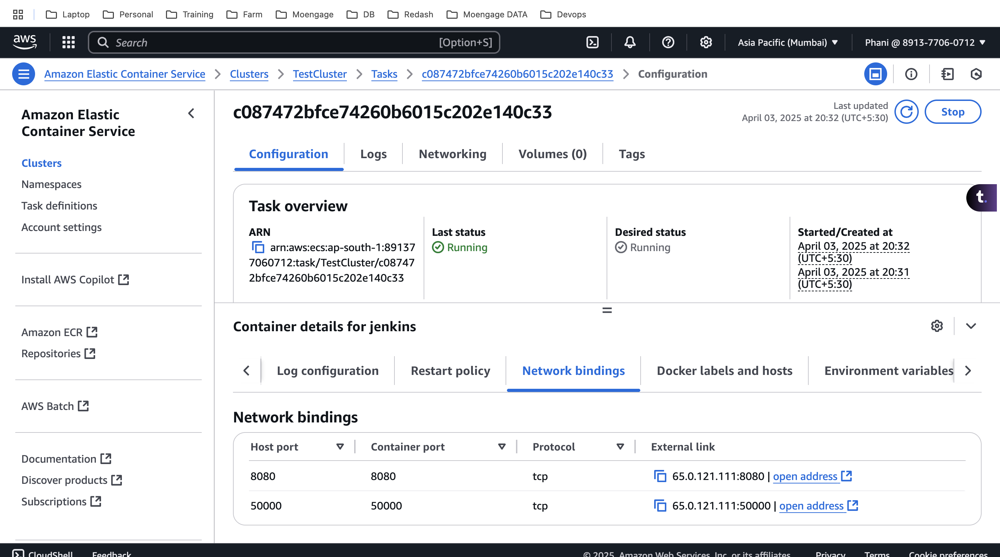 Laptop Personal Training Farm Moengage DB Redash Moengage DATA Devops
aws Search [Option+S] Asia Pacific (Mumbai) Phani @ 8913-7706-0712
Amazon Elastic Container Service Clusters TestCluster Tasks c087472bfce74260b6015c202e140c33 Configuration
Amazon Elastic
Container Service
Clusters
Namespaces
Task definitions
Account settings
Install AWS Copilot
Amazon ECR
Repositories
AWS Batch
Documentation
Discover products
Subscriptions
c087472bfce74260b6015c202e140c33
Last updated
April 03, 2025 at 20:32 (UTC+5:30)
Stop
Configuration Logs Networking Volumes (0) Tags
t.
Task overview
ARN
arn:aws:ecs:ap-south-1:89137
7060712:task/TestCluster/c08747
2bfce74260b6015c202e140c33
Last status
Running
Desired status
Running
Started/Created at
April 03, 2025 at 20:32
(UTC+5:30)
April 03, 2025 at 20:31
(UTC+5:30)
Container details for jenkins
Log configuration Restart policy Network bindings Docker labels and hosts Environment variables
Network bindings
Host port Container port Protocol External link
8080 8080 tcp 65.0.121.111:8080 | open address
50000 50000 tcp 65.0.121.111:50000 | open address
CloudShell Feedback © 2025, Amazon Web Services, Inc. or its affiliates. Privacy Terms Cookie preferences